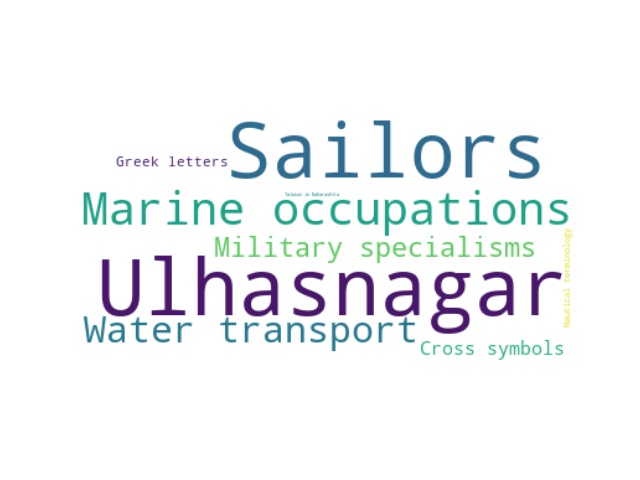 Sailors
Greek letters
Talukas in Maharashtra
Marine occupations
Military specialisms
Nautical terminology
Ulhasnagar
Water transport
Cross symbols